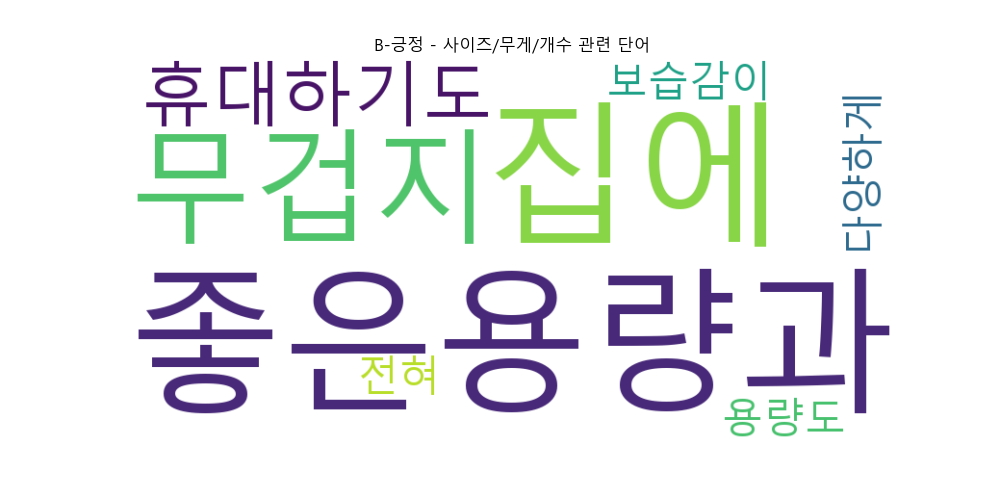 B-긍정 - 사이즈/무게/개수 관련 단어
휴대하기도
보습감이
무겁지
집에
다양하게
좋은
용량과
전혀
용량도